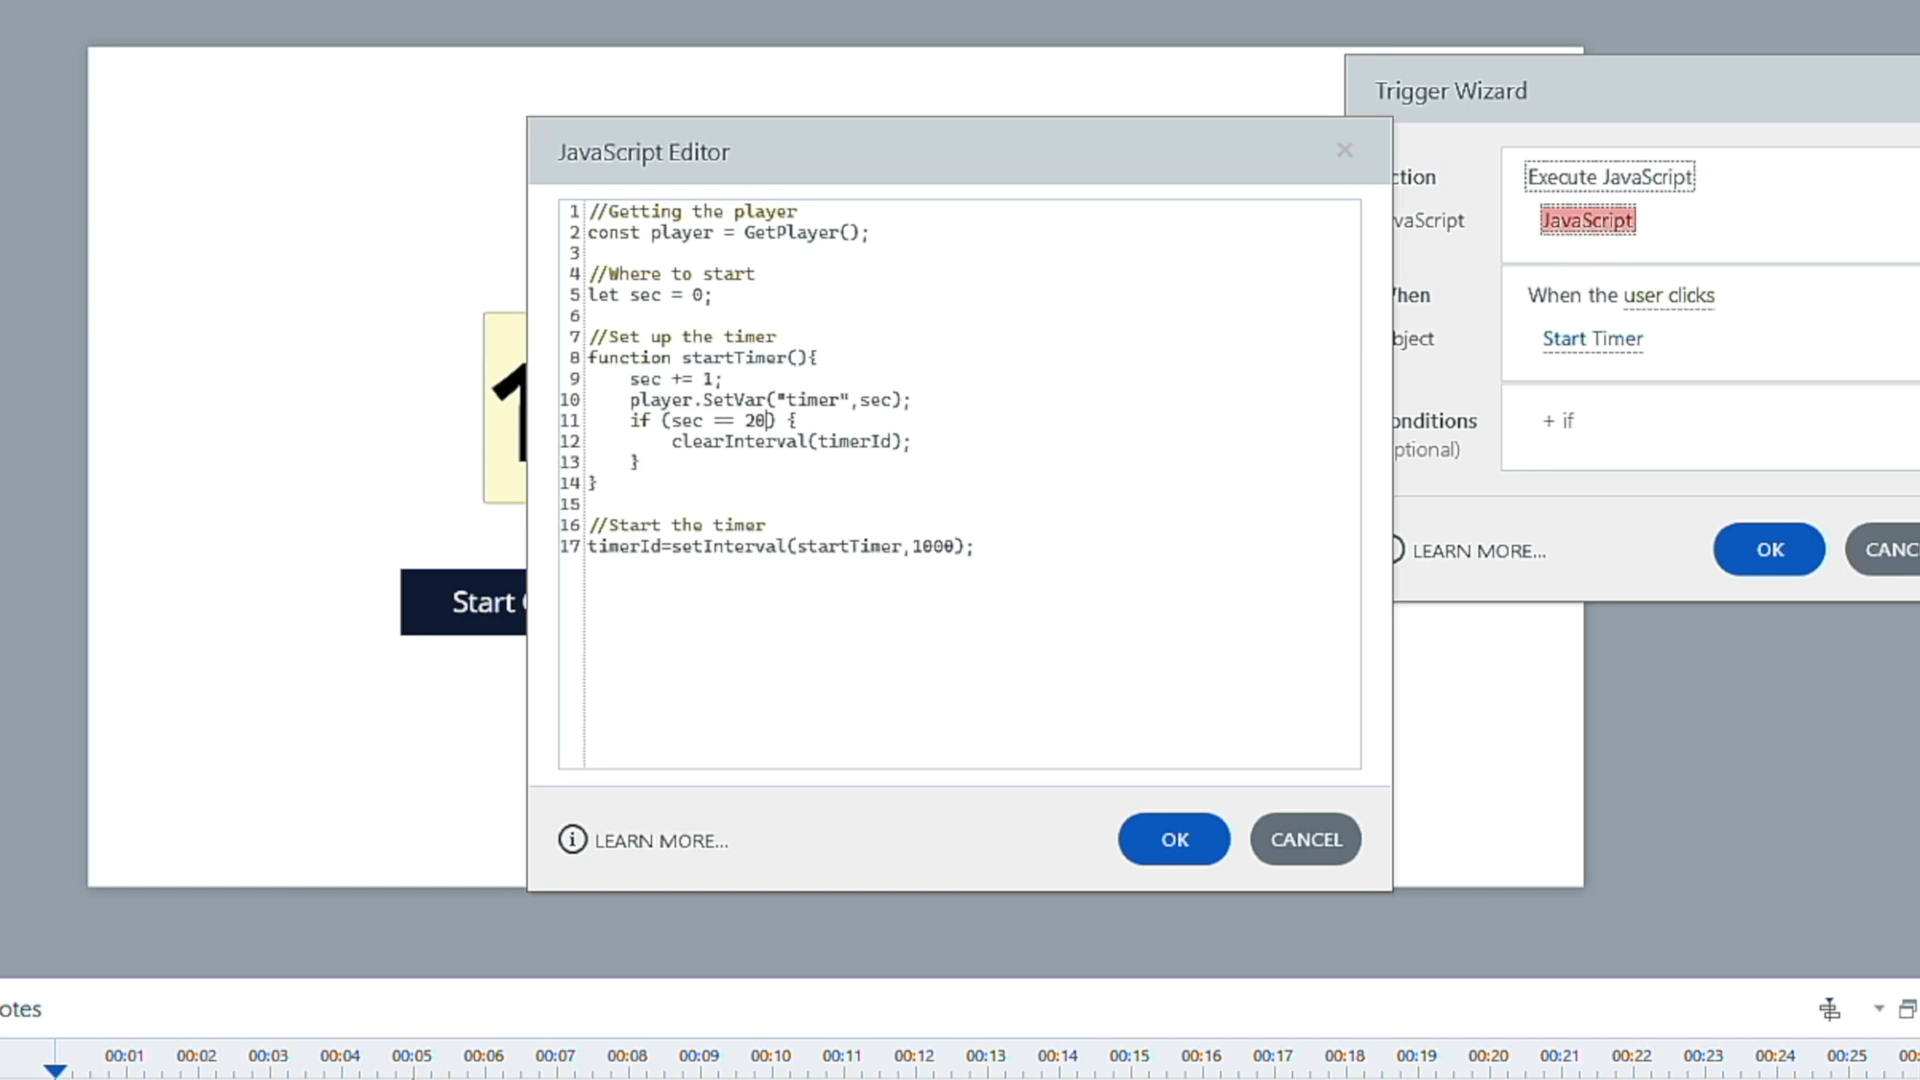 Trigger Wizard
JavaScript Editor
×
ction
Execute JavaScript
vaScript
JavaScript
When the user clicks
bject
Start Timer
+ if
LEARN MORE...
OK
1 //Getting the player
2 const player = GetPlayer();
3
4 //Where to start
5 let sec = 0;
6
7 //Set up the timer
8 function startTimer(){
9     sec += 1;
10     player.SetVar("timer",sec);
11     if (sec == 20) {
12         clearInterval(timerId);
13     }
14 }
15
16 //Start the timer
17 timerId=setInterval(startTimer,1000);
hen
onditions
ptional)
CANC
1
Start
LEARN MORE...
OK
CANCEL
otes
00:01 00:02 00:03 00:04 00:05 00:06 00:07 00:08 00:09 00:10 00:11 00:12 00:13 00:14 00:15 00:16 00:17 00:18 00:19 00:20 00:21 00:22 00:23 00:24 00:25 00: